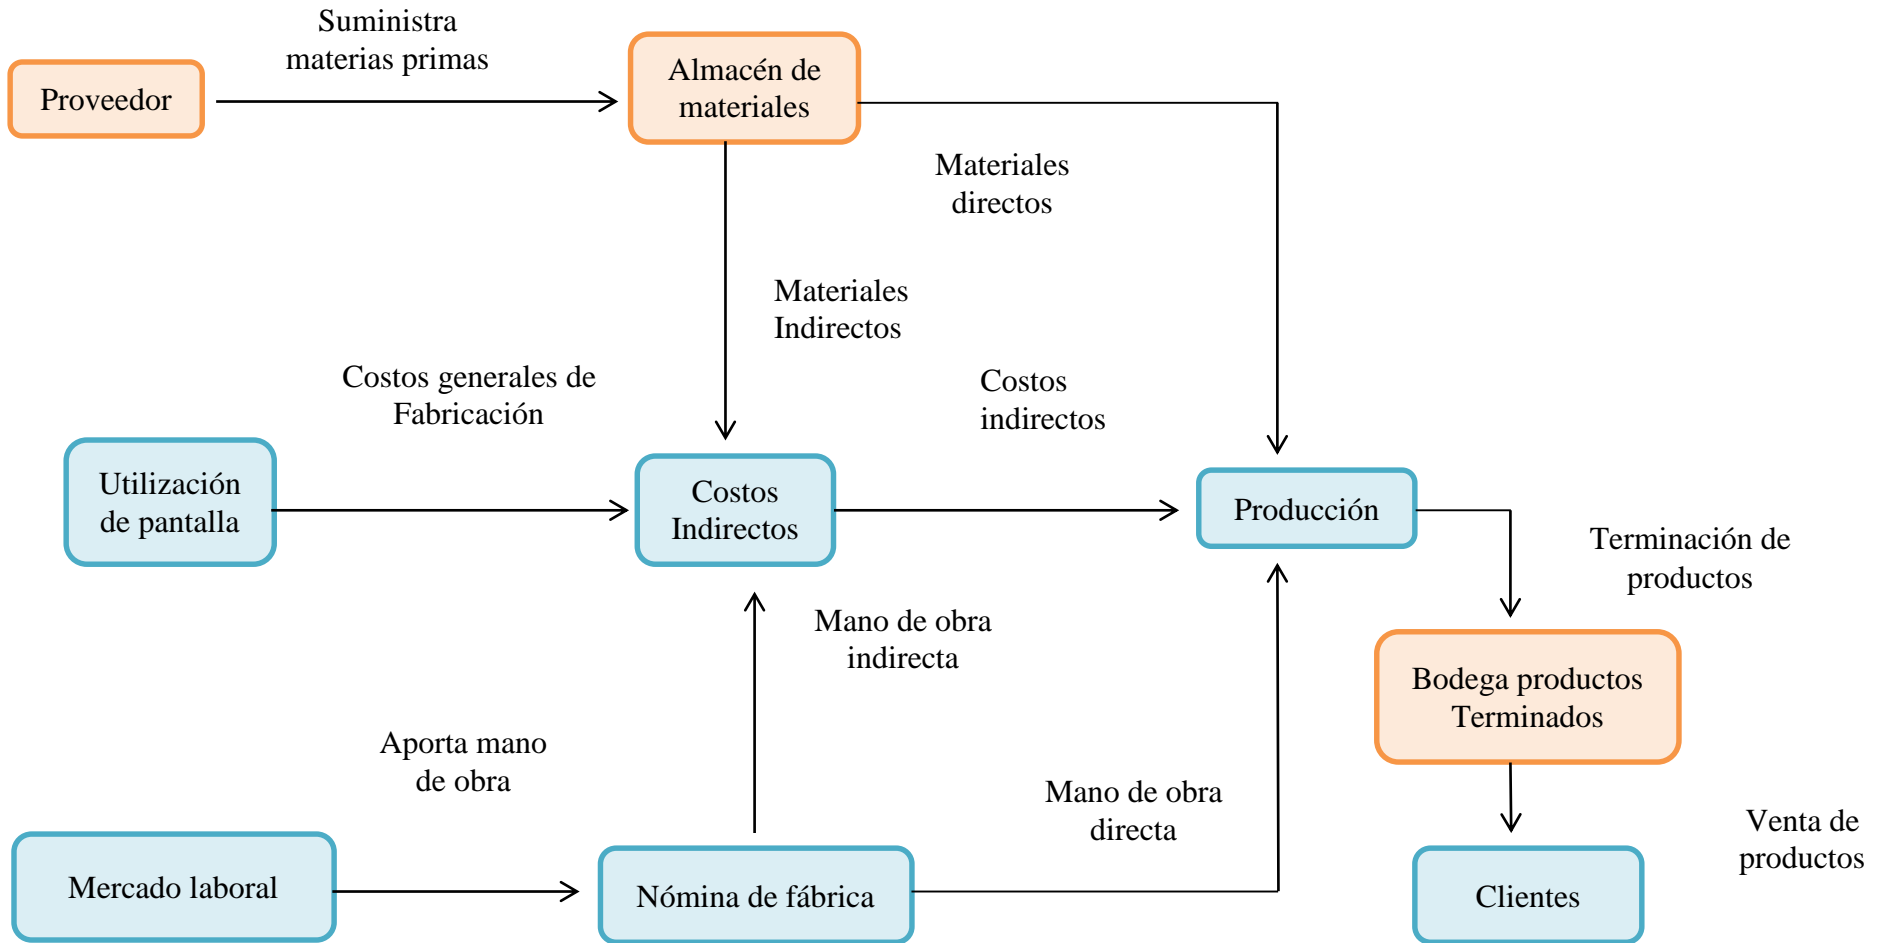 Suministra
materias primas
Proveedor
Almacén de
materiales
Materiales
directos
Materiales
Indirectos
Costos generales de
Fabricación
Costos
indirectos
Utilización
de pantalla
Costos
Indirectos
Producción
Terminación de
productos
Mano de obra
indirecta
Bodega productos
Terminados
Aporta mano
de obra
Mano de obra
directa
Venta de
productos
Mercado laboral
Nómina de fábrica
Clientes